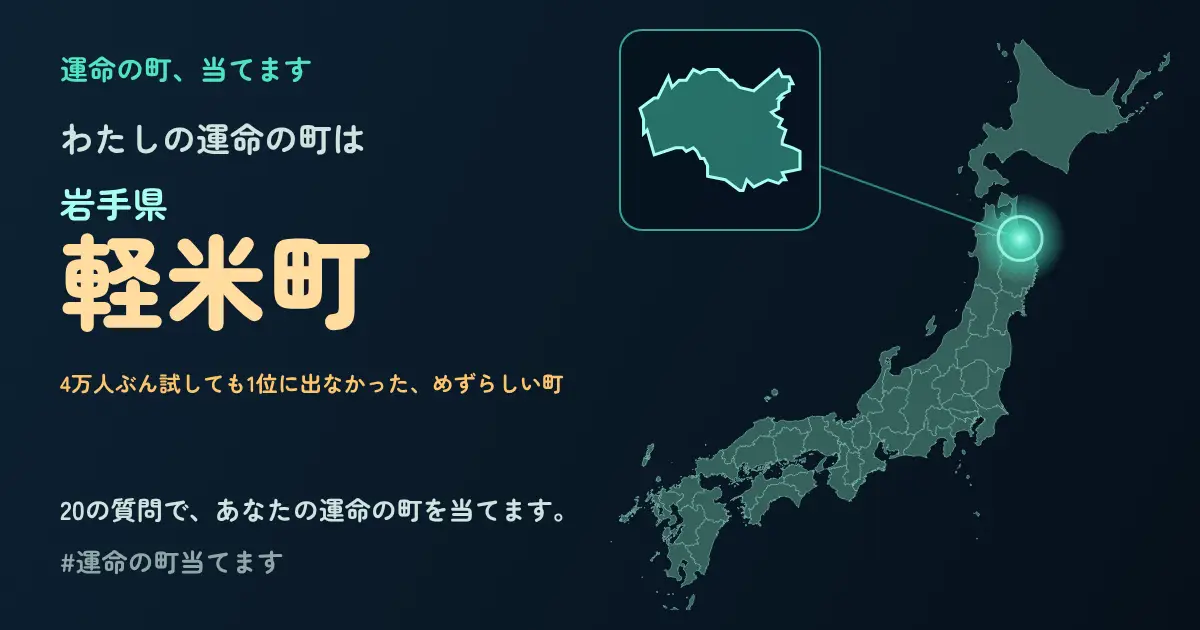 運命の町、当てます
わたしの運命の町は
岩手県
軽米町
4万人ぶん試しても1位に出なかった、めずらしい町
20の質問で、あなたの運命の町を当てます。
#運命の町当てます